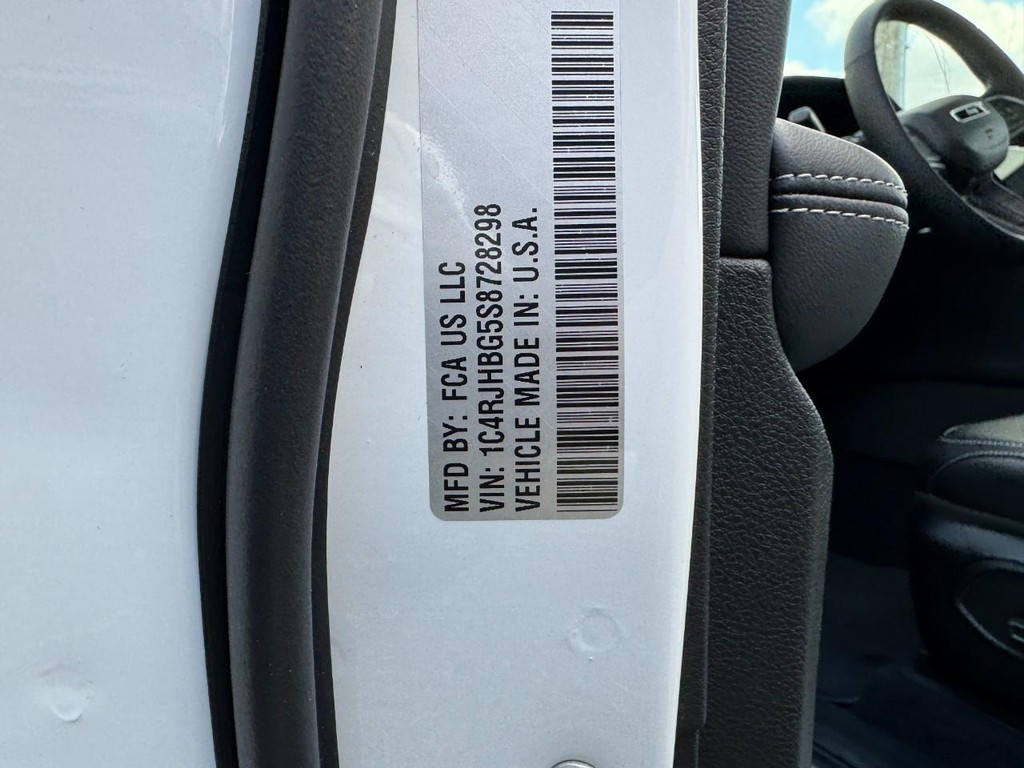 MFD BY: FCA US LLC
VIN: 1C4RJHBG5S8728298
VEHICLE MADE IN: U.S.A.